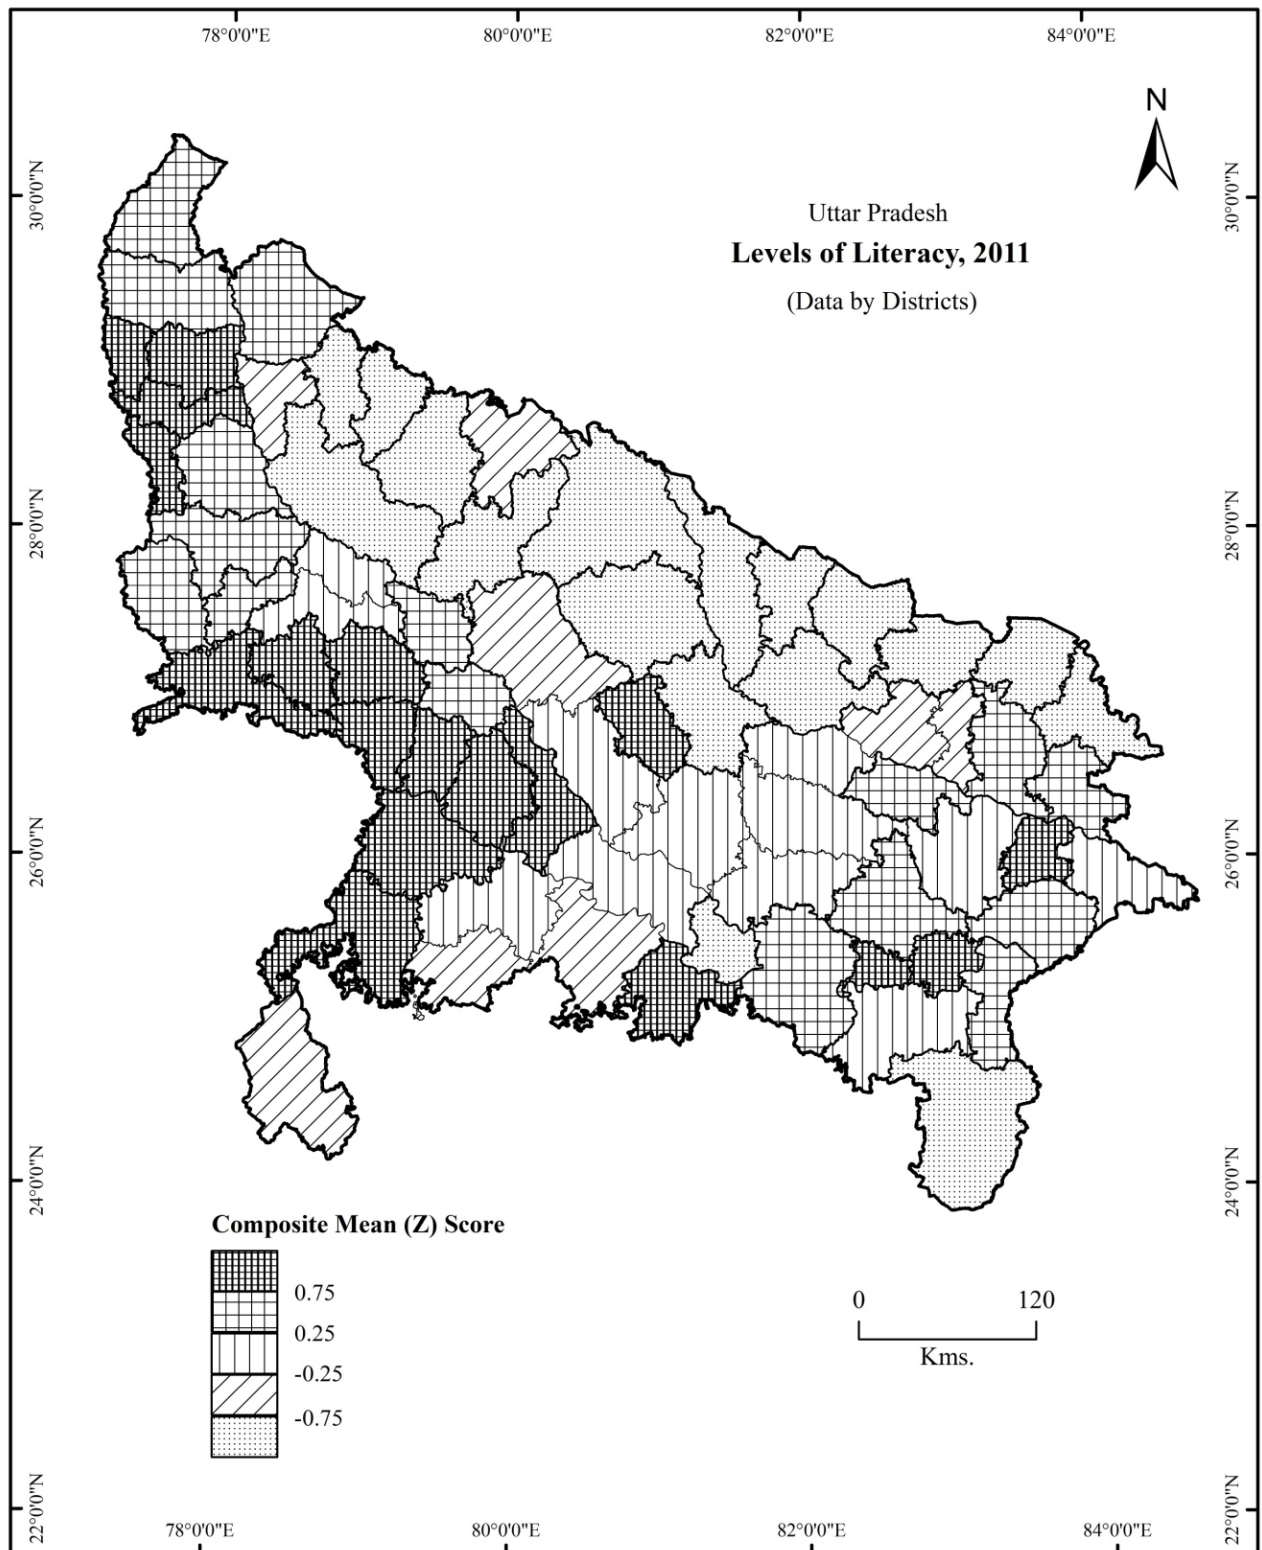 78°0'0"E 80°0'0"E 82°0'0"E 84°0'0"E
N
30°0'0"N 30°0'0"N
Uttar Pradesh
Levels of Literacy, 2011
(Data by Districts)
28°0'0"N 28°0'0"N
26°0'0"N 26°0'0"N
24°0'0"N 24°0'0"N
Composite Mean (Z) Score
0.75
0.25
-0.25
-0.75
0 120
Kms.
22°0'0"N 22°0'0"N
78°0'0"E 80°0'0"E 82°0'0"E 84°0'0"E